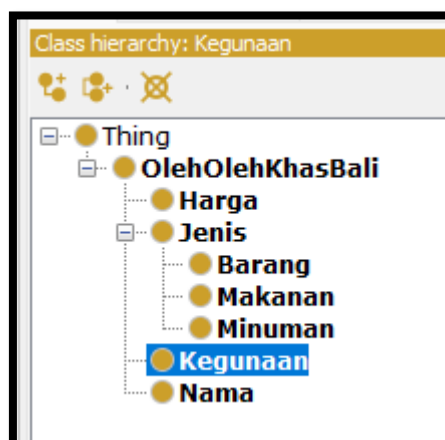 Class hierarchy: Kegunaan
Thing
OlehOlehKhasBali
Harga
Jenis
Barang
Makanan
Minuman
Kegunaan
Nama